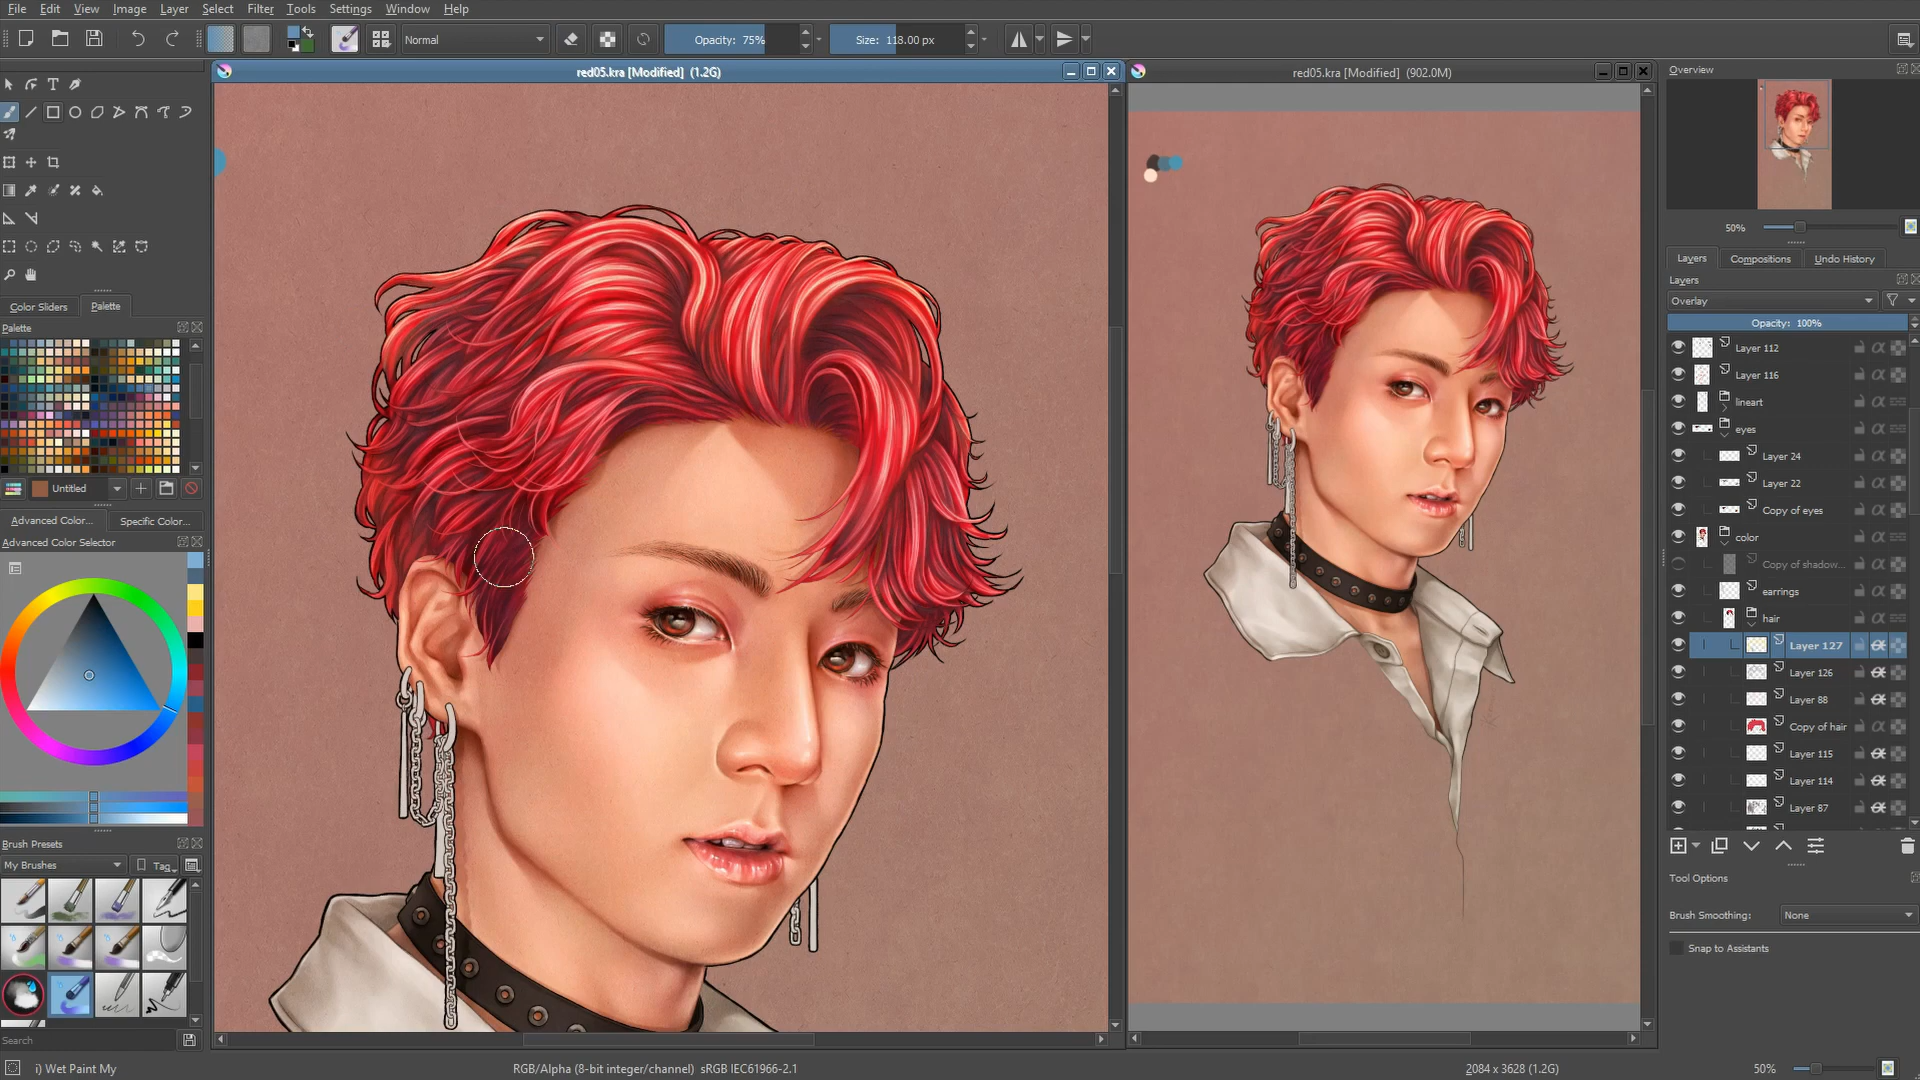 File Edit View Image Layer Select Filter Tools Settings Window Help
Normal
Opacity: 75%
Size: 118.00 px
red05.kra [Modified] (1.2G)
red05.kra [Modified] (902.0M)
Overview
50%
Layers Compositions Undo History
Layers
Overlay
Opacity: 100%
Layer 112
Layer 116
lineart
eyes
Layer 24
Layer 22
Copy of eyes
color
Copy of shadow...
earrings
hair
Layer 127
Layer 126
Layer 88
Copy of hair
Layer 115
Layer 114
Layer 87
Tool Options
Brush Smoothing: None
Snap to Assistants
Color Sliders Palette
Palette
Untitled
Advanced Color... Specific Color...
Advanced Color Selector
Brush Presets
My Brushes
Tag
Search
i) Wet Paint My
RGB/Alpha (8-bit integer/channel) sRGB IEC61966-2.1
2084 x 3628 (1.2G)
50%